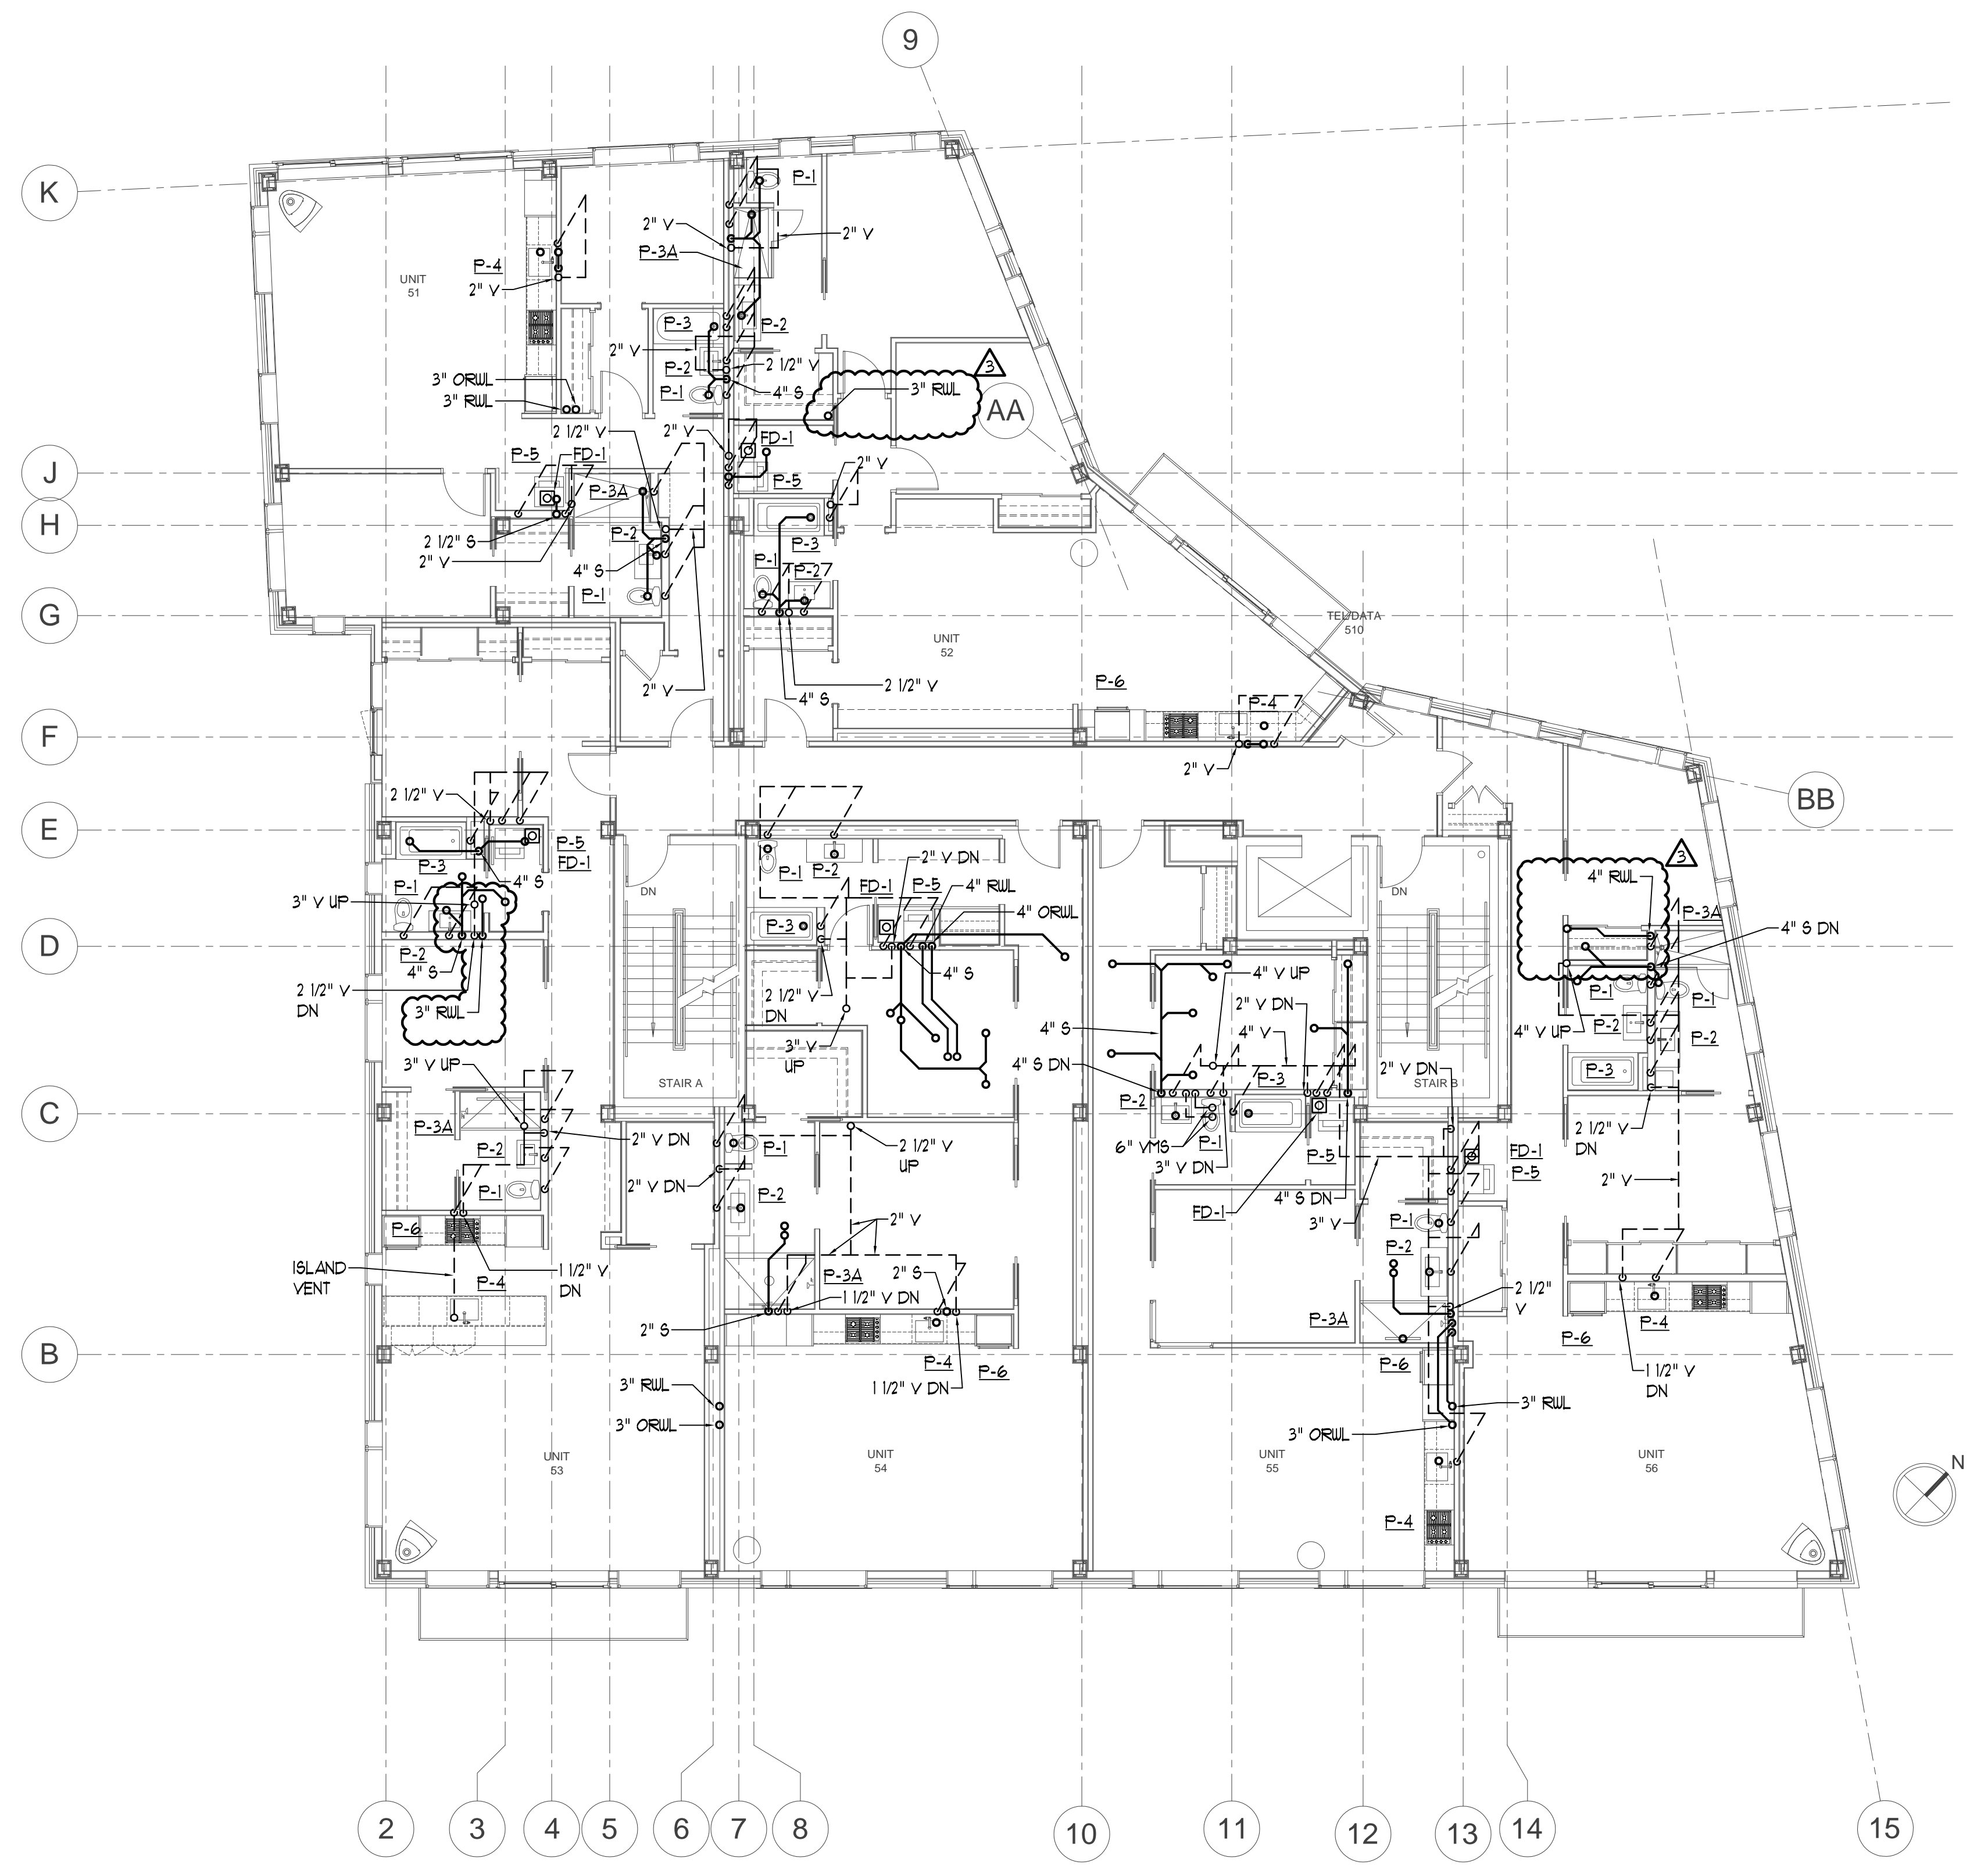 9
K
P-1
2" V
2" V
P-3A
P-4
UNIT
51
2" V
P-3
P-2
2" V
P-2
2 1/2" V
3
3" ORWL
P-1
4" S
3" RWL
3" RWL
AA
2 1/2" V
2" V
FD-1
P-5
FD-1
2" V
J
P-3A
P-5
H
2 1/2" S
P-2
P-3
2" V
4" S
P-1
P-2
P-1
G
TEL/DATA
510
UNIT
52
2" V
4" S
2 1/2" V
P-6
P-4
F
2" V
2 1/2" V
BB
E
P-3
P-5
FD-1
4" S
P-1
P-2
2" V DN
3
DN
DN
P-1
FD-1
P-5
4" RWL
4" RWL
3" V UP
4" ORWL
P-3A
P-3
D
P-2
4" S
4" S
4" S DN
4" V UP
2 1/2" V
DN
2 1/2" V
DN
2" V DN
P-1
P-1
3" RWL
4" S
4" V
4" V UP
P-2
P-2
3" V
UP
3" V UP
4" S DN
2" V DN
P-3
P-3
STAIR A
STAIR B
C
P-2
P-3A
2" V DN
2 1/2" V
DN
P-2
P-1
2 1/2" V
UP
6" VMS
P-1
3" V DN
P-5
FD-1
P-5
P-1
2" V DN
P-2
4" S DN
2" V
FD-1
3" V
P-1
P-6
2" V
P-2
ISLAND
VENT
1 1/2" V
DN
P-4
P-3A
2" S
1 1/2" V DN
2 1/2"
V
P-3A
2" S
P-4
B
P-4
P-6
P-6
P-6
1 1/2" V DN
1 1/2" V
DN
3" RWL
3" RWL
3" ORWL
3" ORWL
UNIT
53
UNIT
54
UNIT
55
UNIT
56
N
P-4
2
3
4
5
6
7
8
10
11
12
13
14
15